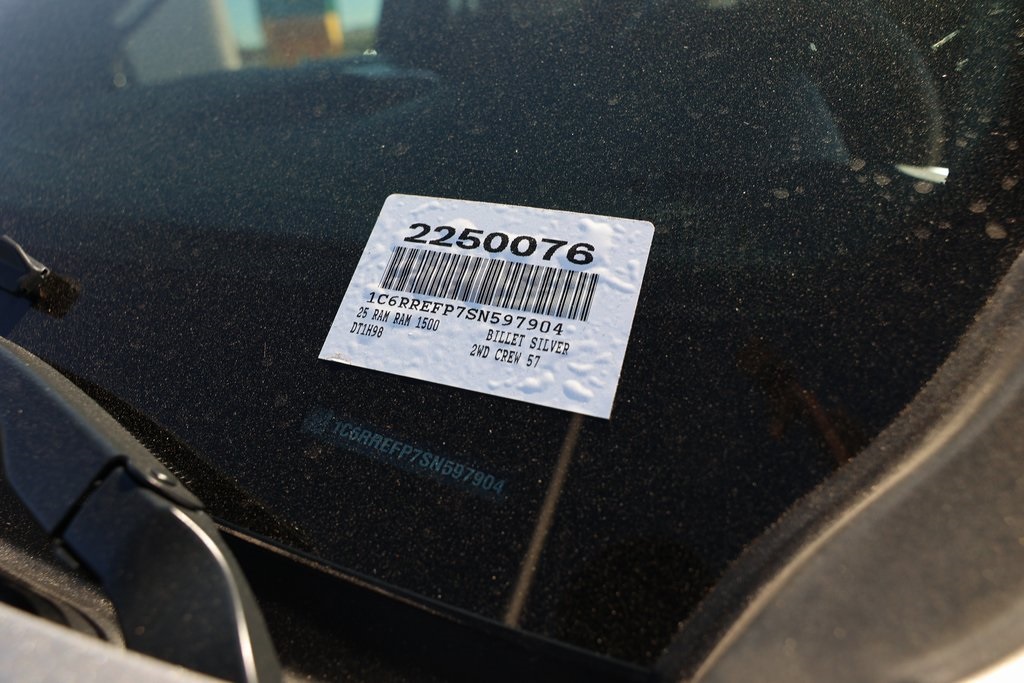 2250076
1C6RREFP7SN597904
25 RAM RAM 1500 BILLET SILVER
DT1H98 2WD CREW 57
1C6RREFP7SN597904